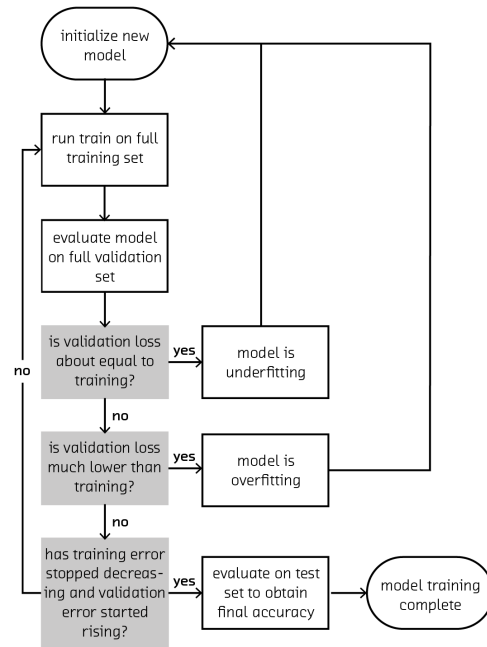 initialize new
model
run train on full
training set
evaluate model
on full validation
set
is validation loss
about equal to
training?
yes
model is
underfitting
no
no
is validation loss
much lower than
training?
yes
model is
overfitting
no
has training error
stopped decreas-
ing and validation
error started
rising?
yes
evaluate on test
set to obtain
final accuracy
model training
complete